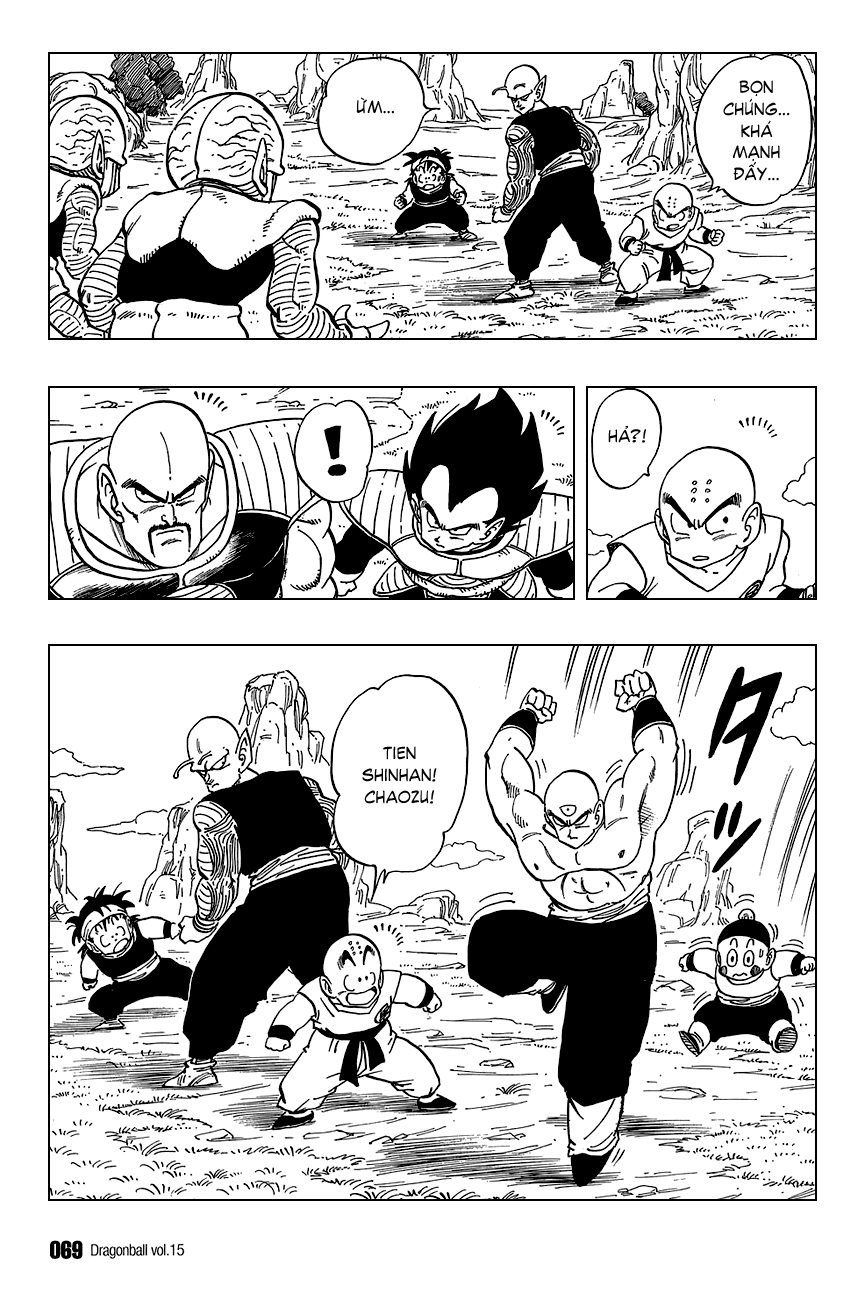 BỌN
CHÚNG...
KHÁ
MẠNH
ĐẤY...
ỪM...
!
HẢ?!
TIEN
SHINHAN!
CHAOZU!
タッ
069 Dragonball vol.15